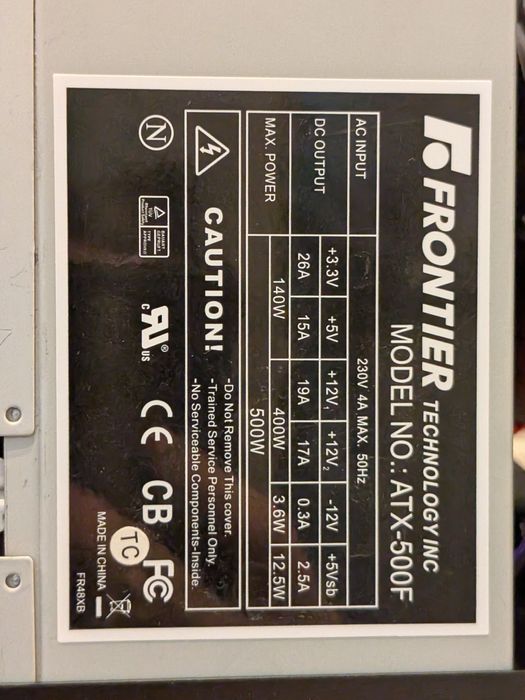 FRONTIER TECHNOLOGY INC
MODEL NO.: ATX-500F
AC INPUT 230V 4A MAX. 50Hz
DC OUTPUT +3.3V +5V +12V1 +12V2 -12V +5Vsb
26A 15A 19A 17A 0.3A 2.5A
MAX. POWER 140W 400W 3.6W 12.5W
500W
CAUTION!
-Do Not Remove This cover.
-Trained Service Personnel Only.
-No Serviceable Components-Inside.
N
c UR US
CE
CB
FC
TC
MADE IN CHINA
FR48XB